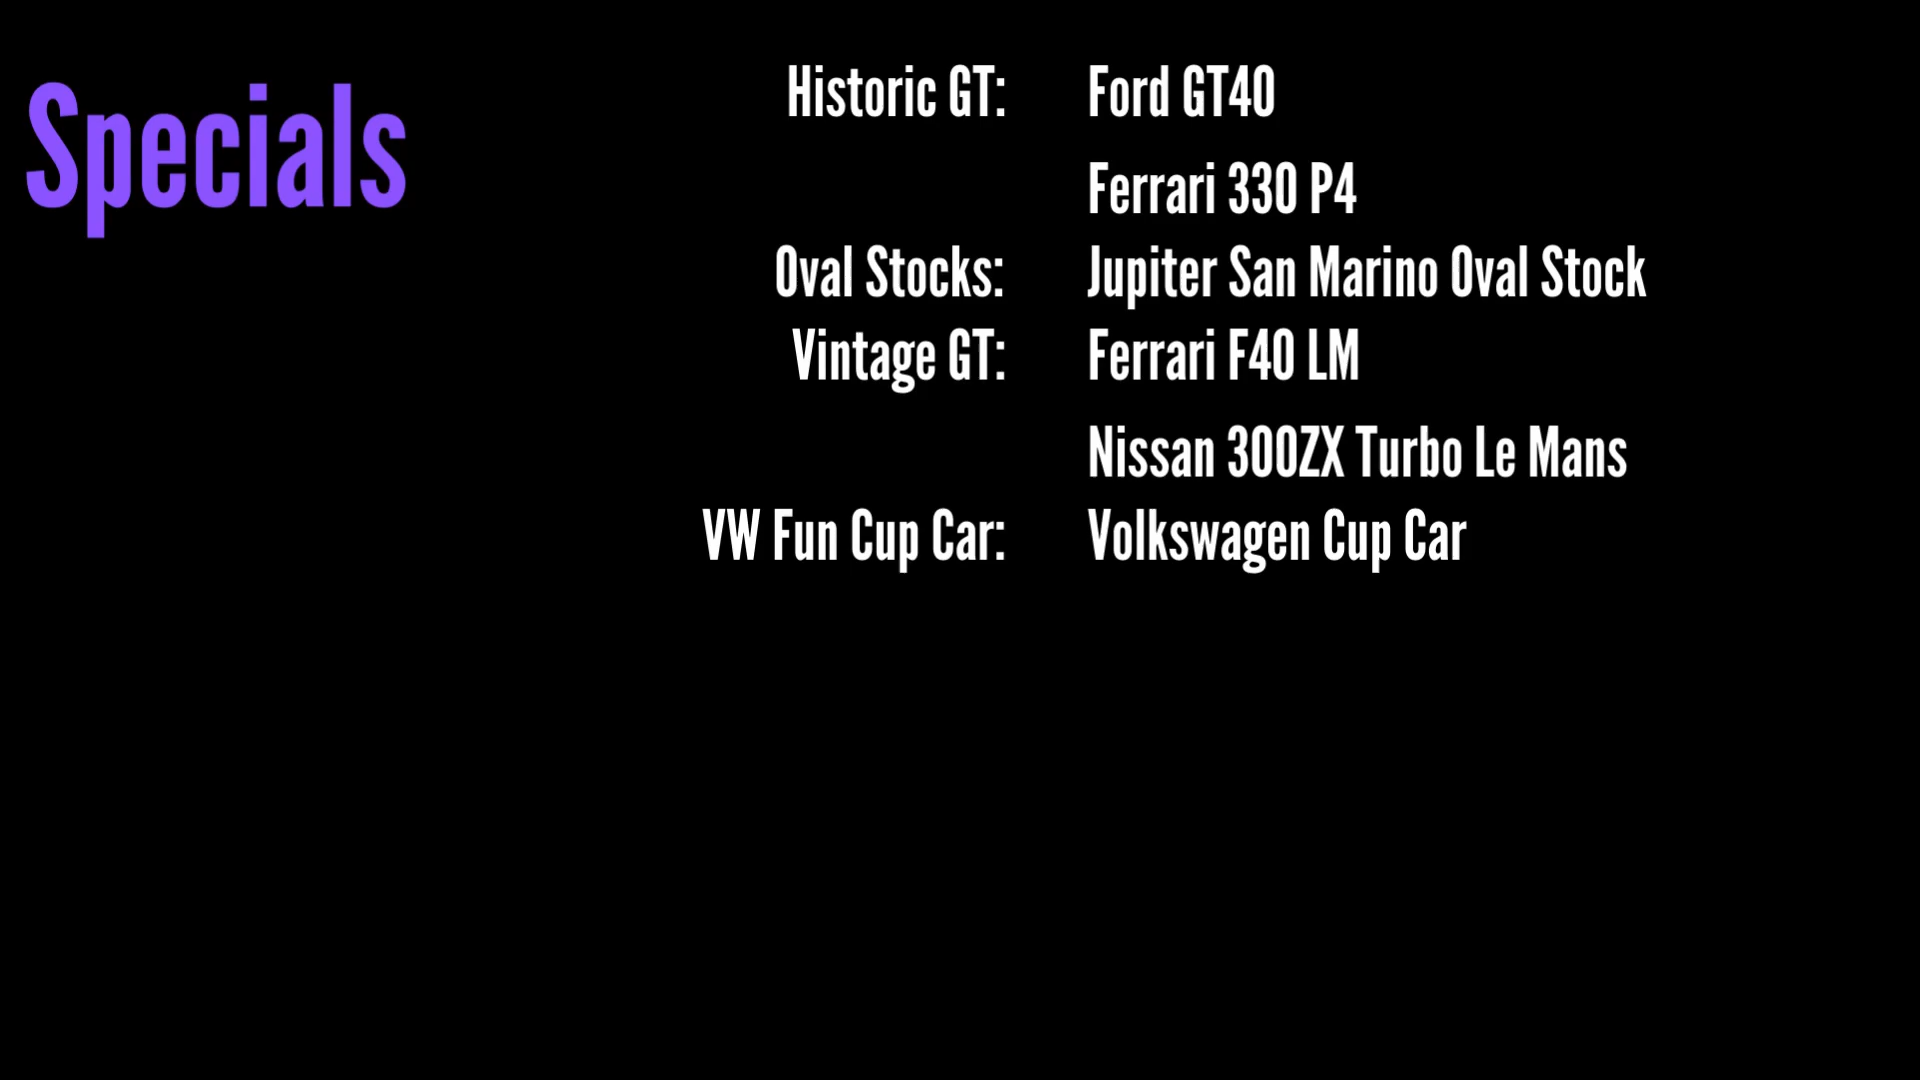 Specials
Historic GT: Ford GT40
Ferrari 330 P4
Oval Stocks: Jupiter San Marino Oval Stock
Vintage GT: Ferrari F40 LM
Nissan 300ZX Turbo Le Mans
VW Fun Cup Car: Volkswagen Cup Car